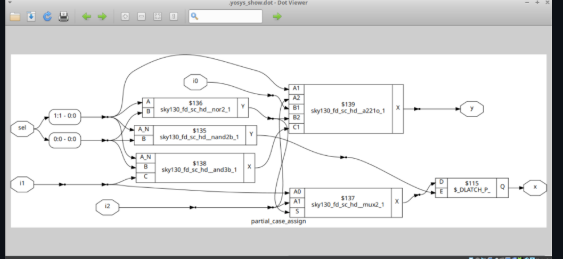 yosys_show.dot - Dot Viewer
sel
1:1 - 0:0
0:0 - 0:0
i1
i2
i0
A
B
$136
sky130_fd_sc_hd__nor2_1
Y
A_N
B
$135
sky130_fd_sc_hd__nand2b_1
Y
A_N
B
C
$138
sky130_fd_sc_hd__and3b_1
X
A1
A2
B1
B2
C1
$139
sky130_fd_sc_hd__a221o_1
X
y
A0
A1
S
$137
sky130_fd_sc_hd__mux2_1
X
D
E
$115
$_DLATCH_P_
Q
x
partial_case_assign